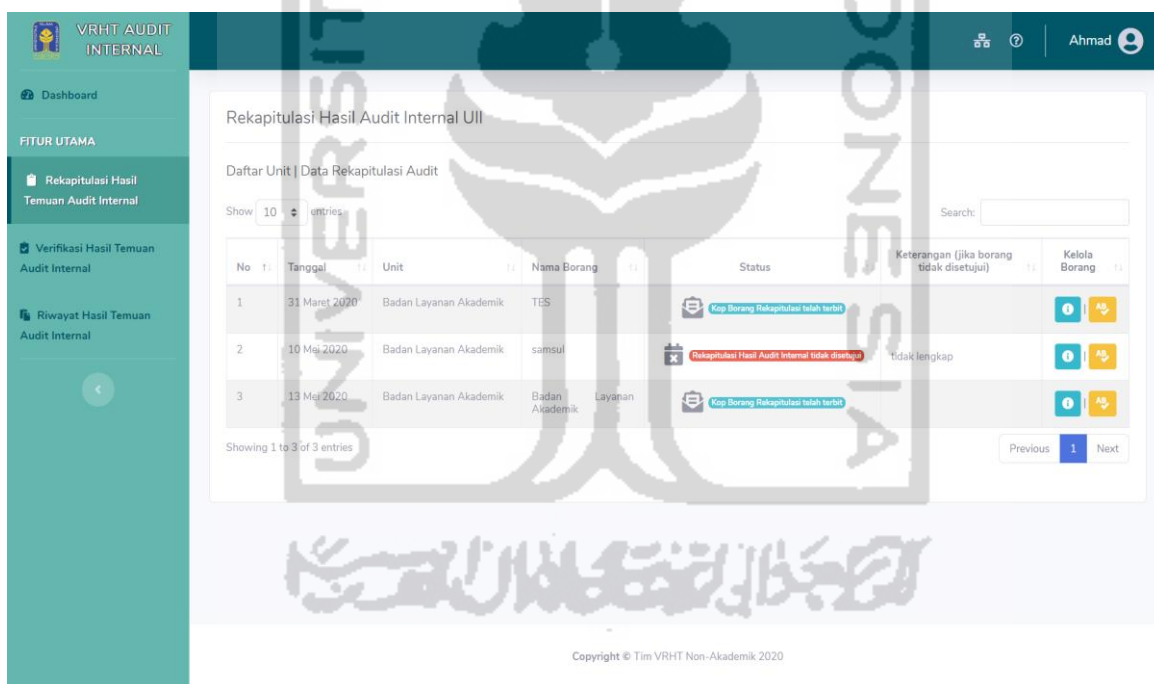 VRHT AUDIT
INTERNAL
Ahmad
Dashboard
FITUR UTAMA
Rekapitulasi Hasil
Temuan Audit Internal
Verifikasi Hasil Temuan
Audit Internal
Riwayat Hasil Temuan
Audit Internal
Rekapitulasi Hasil Audit Internal UII
Daftar Unit | Data Rekapitulasi Audit
Show 10 entries
Search:
No Tanggal Unit Nama Borang Status Keterangan (jika borang
tidak disetujui) Kelola
Borang
1 31 Maret 2020 Badan Layanan Akademik TES Kop Borang Rekapitulasi telah terbit |
2 10 Mei 2020 Badan Layanan Akademik samsul Rekapitulasi Hasil Audit Internal tidak disetujui tidak lengkap |
3 13 Mei 2020 Badan Layanan Akademik Badan Layanan
Akademik Kop Borang Rekapitulasi telah terbit |
Showing 1 to 3 of 3 entries
Previous 1 Next
Copyright © Tim VRHT Non-Akademik 2020